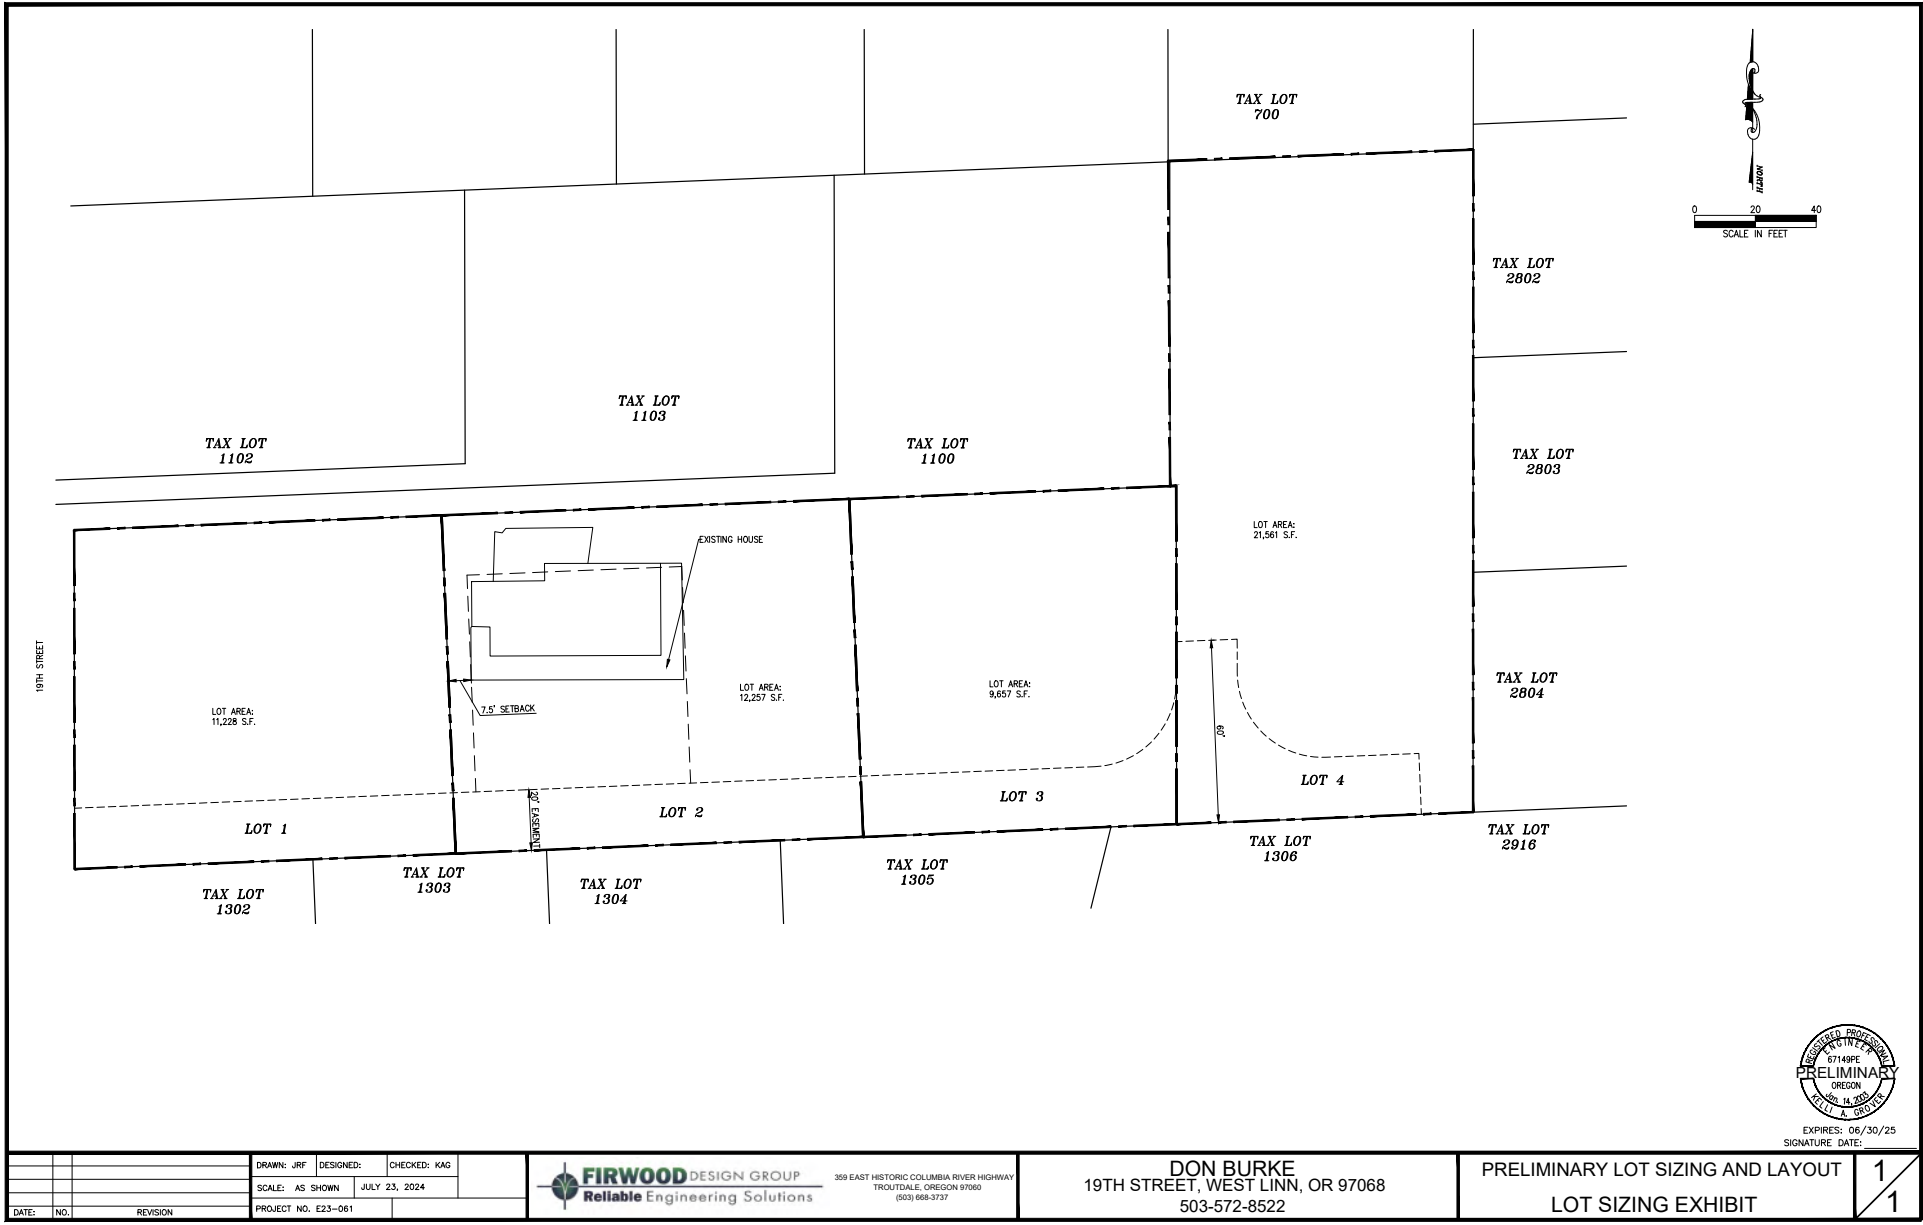 TAX LOT
700
NORTH
0 20 40
SCALE IN FEET
TAX LOT
2802
TAX LOT
1103
TAX LOT
1102
TAX LOT
1100
TAX LOT
2803
LOT AREA:
21,561 S.F.
EXISTING HOUSE
19TH STREET
LOT AREA:
11,228 S.F.
7.5' SETBACK
LOT AREA:
12,257 S.F.
LOT AREA:
9,657 S.F.
TAX LOT
2804
60'
LOT 1
20' EASEMENT
LOT 2
LOT 3
LOT 4
TAX LOT
1302
TAX LOT
1303
TAX LOT
1304
TAX LOT
1305
TAX LOT
1306
TAX LOT
2916
REGISTERED PROFESSIONAL
ENGINEER
67149PE
PRELIMINARY
OREGON
Jan. 14, 2003
KELLI A. GROVER
EXPIRES: 06/30/25
SIGNATURE DATE:
DATE: NO. REVISION
DRAWN: JRF DESIGNED: CHECKED: KAG
SCALE: AS SHOWN JULY 23, 2024
PROJECT NO. E23-061
FIRWOOD DESIGN GROUP
Reliable Engineering Solutions
359 EAST HISTORIC COLUMBIA RIVER HIGHWAY
TROUTDALE, OREGON 97060
(503) 668-3737
DON BURKE
19TH STREET, WEST LINN, OR 97068
503-572-8522
PRELIMINARY LOT SIZING AND LAYOUT
LOT SIZING EXHIBIT
1/1